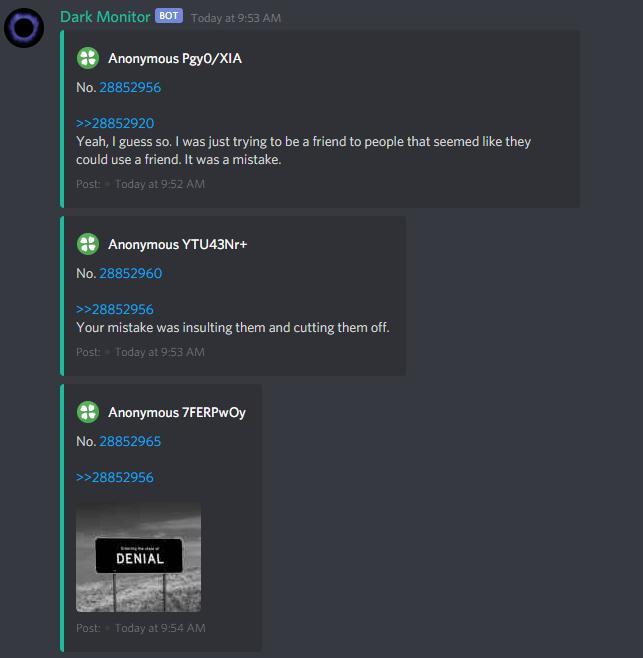 Dark Monitor BOT Today at 9:53 AM
Anonymous Pgy0/XIA
No. 28852956
>>28852920
Yeah, I guess so. I was just trying to be a friend to people that seemed like they
could use a friend. It was a mistake.
Post: • Today at 9:52 AM
Anonymous YTU43Nr+
No. 28852960
>>28852956
Your mistake was insulting them and cutting them off.
Post: • Today at 9:53 AM
Anonymous 7FERPwOy
No. 28852965
>>28852956
Entering the state of
DENIAL
Post: • Today at 9:54 AM